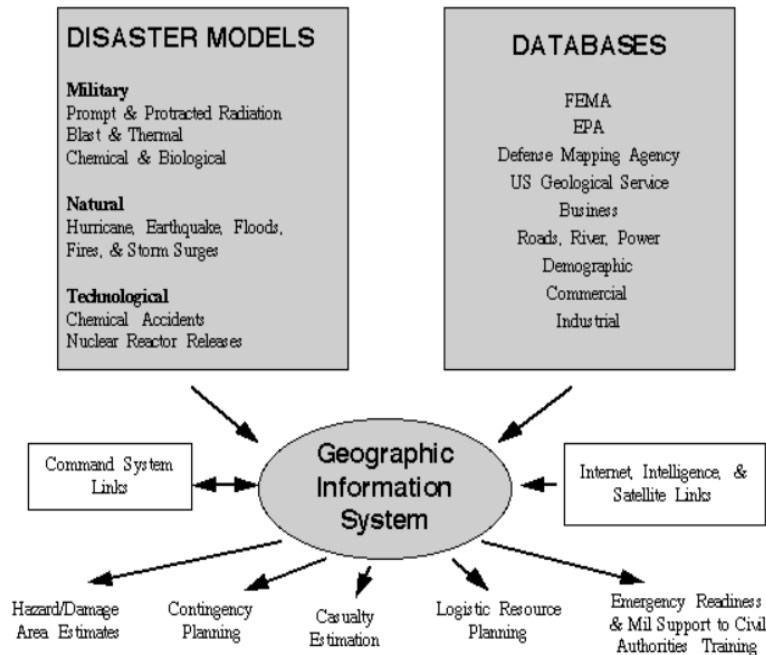 DISASTER MODELS
Military
Prompt & Protracted Radiation
Blast & Thermal
Chemical & Biological
Natural
Hurricane, Earthquake, Floods,
Fires, & Storm Surges
Technological
Chemical Accidents
Nuclear Reactor Releases
DATABASES
FEMA
EPA
Defense Mapping Agency
US Geological Service
Business
Roads, River, Power
Demographic
Commercial
Industrial
Command System
Links
Geographic
Information
System
Internet, Intelligence, &
Satellite Links
Hazard/Damage
Area Estimates
Contingency
Planning
Casualty
Estimation
Logistic Resource
Planning
Emergency Readiness
& Mil Support to Civil
Authorities Training